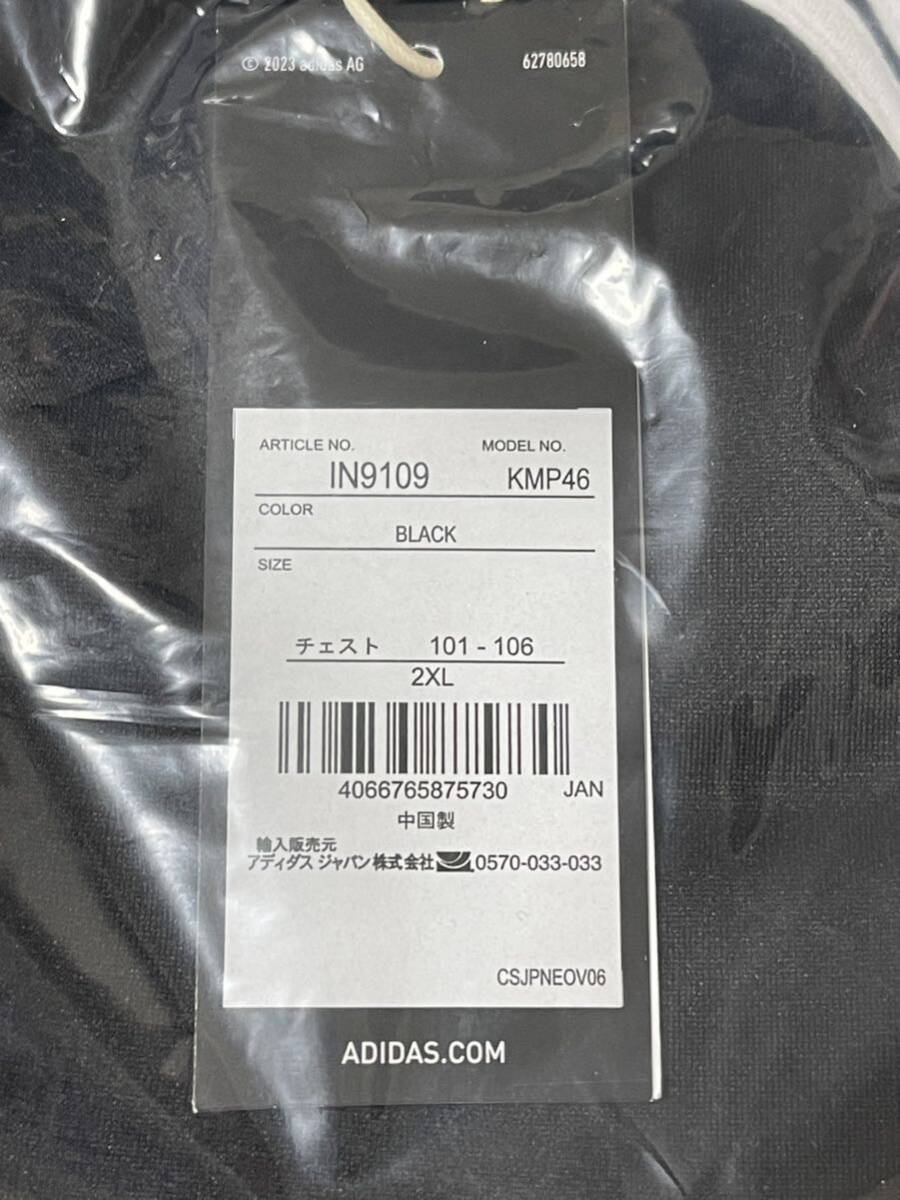 © 2023 adidas AG 62780658
ARTICLE NO. MODEL NO.
IN9109 KMP46
COLOR
BLACK
SIZE
チェスト 101 - 106
2XL
4066765875730 JAN
中国製
輸入販売元
アディダス ジャパン株式会社 0570-033-033
CSJPNEOV06
ADIDAS.COM